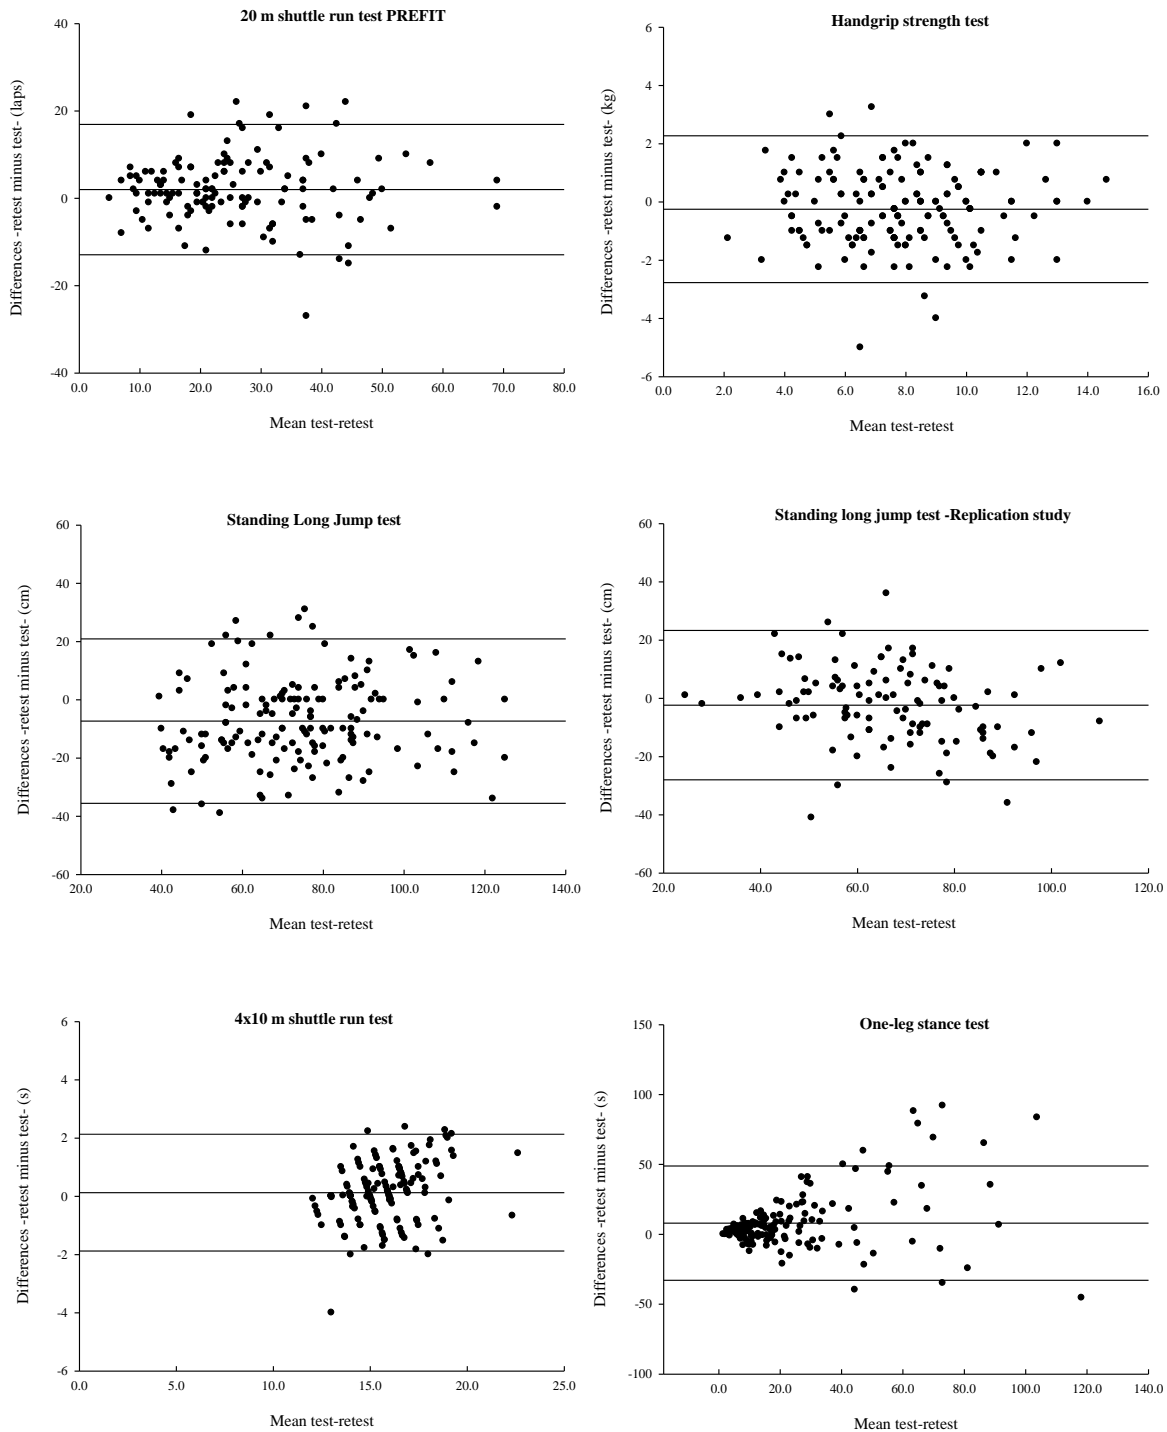 20 m shuttle run test PREFIT
Differences -retest minus test- (laps)
40
20
0
-20
-40
0.0 10.0 20.0 30.0 40.0 50.0 60.0 70.0 80.0
Mean test-retest
Handgrip strength test
Differences -retest minus test- (kg)
6
4
2
0
-2
-4
-6
0.0 2.0 4.0 6.0 8.0 10.0 12.0 14.0 16.0
Mean test-retest
Standing Long Jump test
Differences -retest minus test- (cm)
60
40
20
0
-20
-40
-60
20.0 40.0 60.0 80.0 100.0 120.0 140.0
Mean test-retest
Standing long jump test -Replication study
Differences -retest minus test- (cm)
60
40
20
0
-20
-40
-60
20.0 40.0 60.0 80.0 100.0 120.0
Mean test-retest
4x10 m shuttle run test
Differences -retest minus test- (s)
6
4
2
0
-2
-4
-6
0.0 5.0 10.0 15.0 20.0 25.0
Mean test-retest
One-leg stance test
Differences -retest minus test- (s)
150
100
50
0
-50
-100
0.0 20.0 40.0 60.0 80.0 100.0 120.0 140.0
Mean test-retest